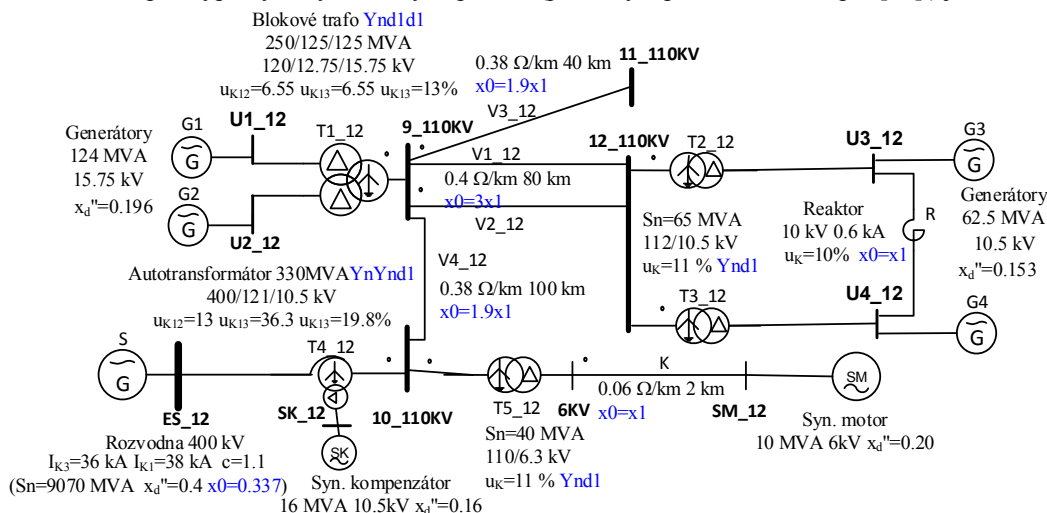 Blokové trafo Ynd1d1
250/125/125 MVA
120/12.75/15.75 kV
uK12=6.55 uK13=6.55 uK13=13%
0.38 Ω/km 40 km
x0=1.9x1
11_110KV
V3_12
Generátory
124 MVA
15.75 kV
xd"=0.196
G1
G
U1_12
T1_12
9_110KV
G2
G
U2_12
V1_12
0.4 Ω/km 80 km
x0=3x1
V2_12
12_110KV
T2_12
Sn=65 MVA
112/10.5 kV
uK=11 % Ynd1
T3_12
U3_12
G3
G
Reaktor
10 kV 0.6 kA
uK=10% x0=x1
R
Generátory
62.5 MVA
10.5 kV
xd"=0.153
U4_12
G4
G
Autotransformátor 330MVAYnYnd1
400/121/10.5 kV
uK12=13 uK13=36.3 uK13=19.8%
V4_12
0.38 Ω/km 100 km
x0=1.9x1
S
G
ES_12
T4_12
SK_12
SK
10_110KV
Rozvodna 400 kV
IK3=36 kA IK1=38 kA c=1.1
(Sn=9070 MVA xd"=0.4 x0=0.337)
Syn. kompenzátor
16 MVA 10.5kV xd"=0.16
T5_12
Sn=40 MVA
110/6.3 kV
uK=11 % Ynd1
6KV
K
0.06 Ω/km 2 km
x0=x1
SM_12
SM
Syn. motor
10 MVA 6kV xd"=0.20